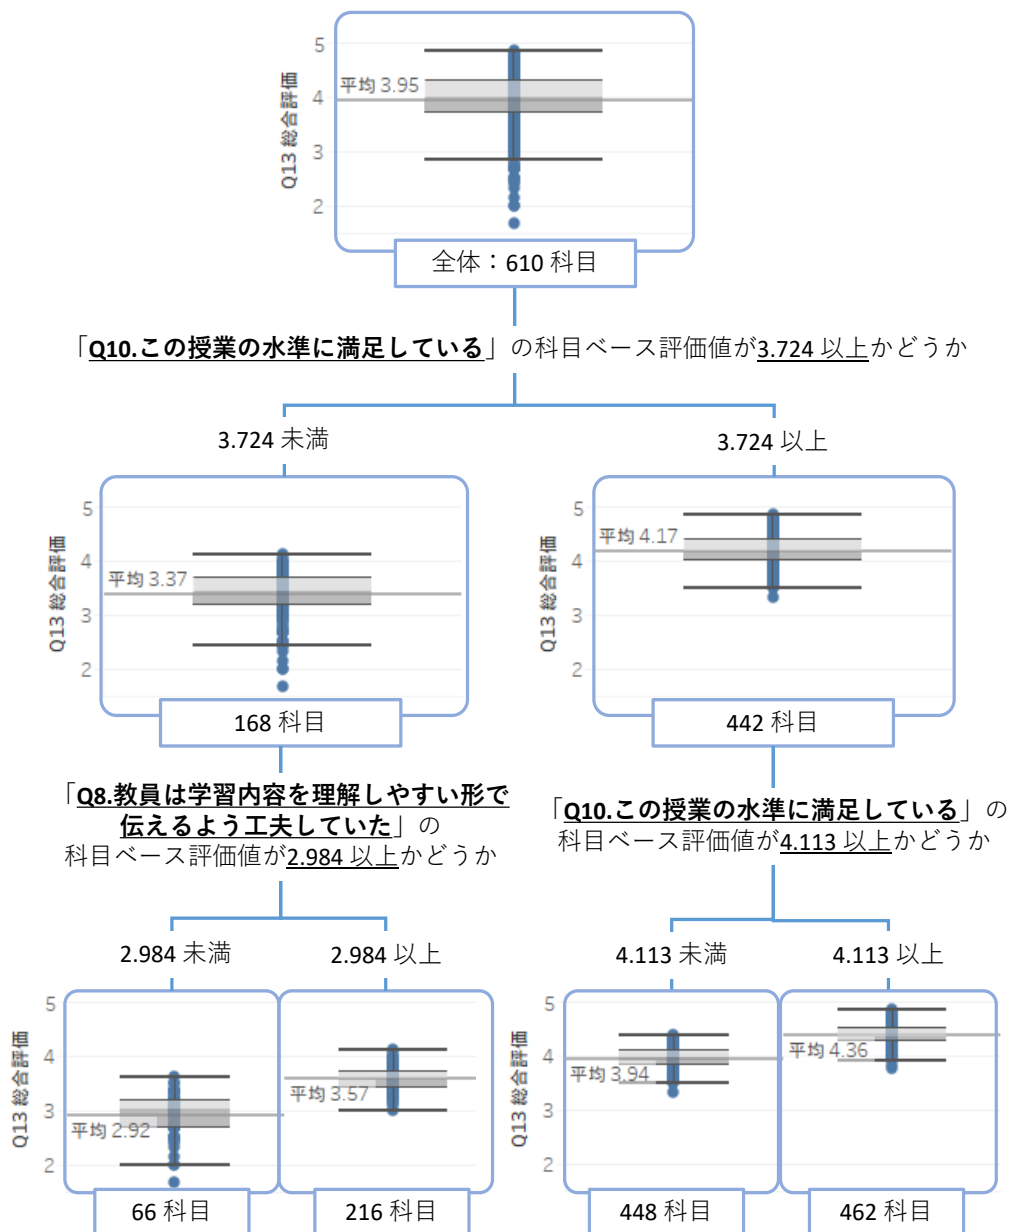 5
4
3
2
Q13 総合評価
平均 3.95
全体：610 科目
「Q10.この授業の水準に満足している」の科目ベース評価値が3.724 以上かどうか
3.724 未満
3.724 以上
5
4
3
2
Q13 総合評価
平均 3.37
168 科目
5
4
3
2
Q13 総合評価
平均 4.17
442 科目
「Q8.教員は学習内容を理解しやすい形で
伝えるよう工夫していた」の
科目ベース評価値が2.984 以上かどうか
「Q10.この授業の水準に満足している」の
科目ベース評価値が4.113 以上かどうか
2.984 未満
2.984 以上
4.113 未満
4.113 以上
5
4
3
2
Q13 総合評価
平均 2.92
66 科目
平均 3.57
216 科目
5
4
3
2
Q13 総合評価
平均 3.94
448 科目
平均 4.36
462 科目